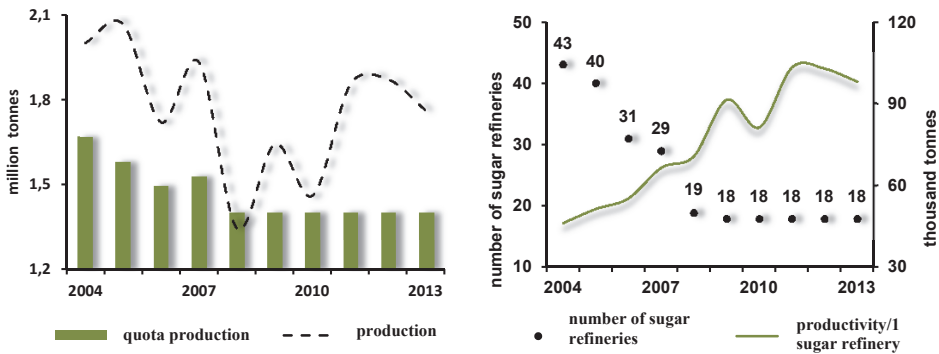 million tonnes
2,1
1,8
1,5
1,2
2004 2007 2010 2013
quota production production
number of sugar refineries
50
40
30
20
10
43
40
31
29
19
18 18 18 18 18
120
90
60
30
thousand tonnes
2004 2007 2010 2013
number of sugar
refineries
productivity/1
sugar refinery